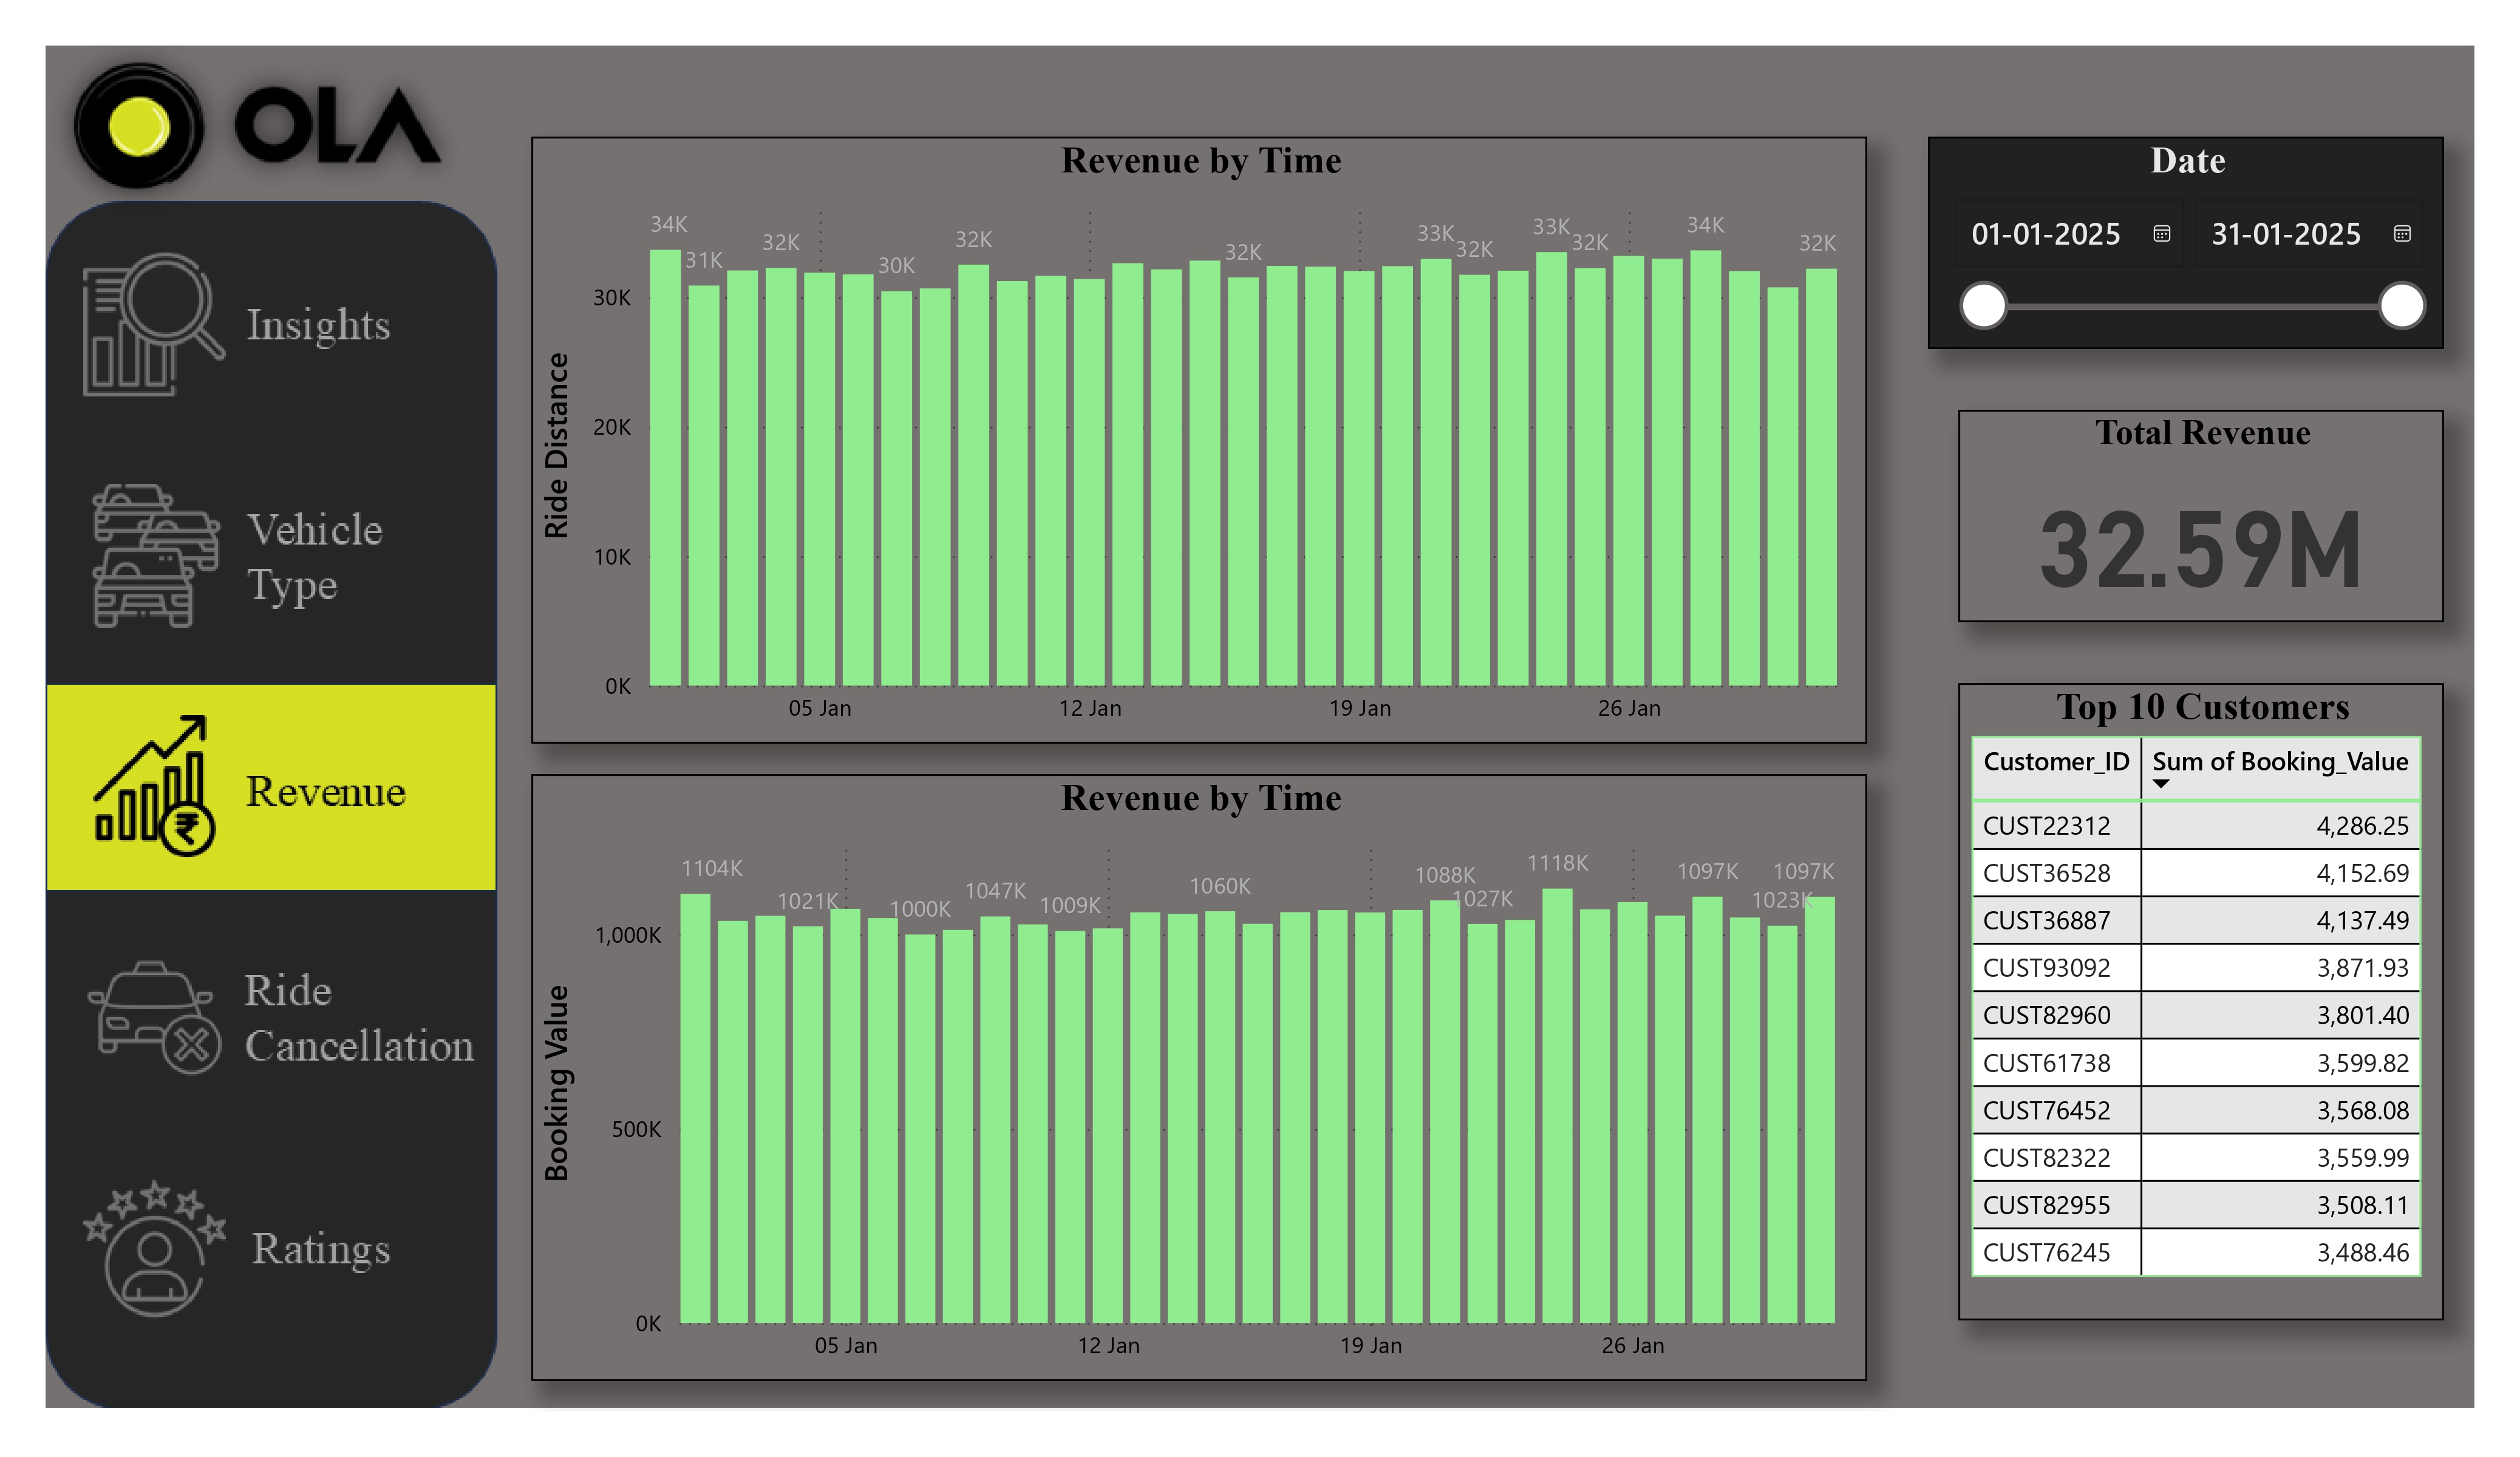 OLA
Insights
Vehicle
Type
Revenue
Ride
Cancellation
Ratings
Revenue by Time
Ride Distance
34K
31K
32K
30K
32K
32K
33K
32K
33K
32K
34K
32K
30K
20K
10K
0K
05 Jan
12 Jan
19 Jan
26 Jan
Revenue by Time
Booking Value
1104K
1021K
1000K
1047K
1009K
1060K
1088K
1027K
1118K
1097K
1023K
1097K
1,000K
500K
0K
05 Jan
12 Jan
19 Jan
26 Jan
Date
01-01-2025 31-01-2025
Total Revenue
32.59M
Top 10 Customers
Customer_ID Sum of Booking_Value
CUST22312 4,286.25
CUST36528 4,152.69
CUST36887 4,137.49
CUST93092 3,871.93
CUST82960 3,801.40
CUST61738 3,599.82
CUST76452 3,568.08
CUST82322 3,559.99
CUST82955 3,508.11
CUST76245 3,488.46